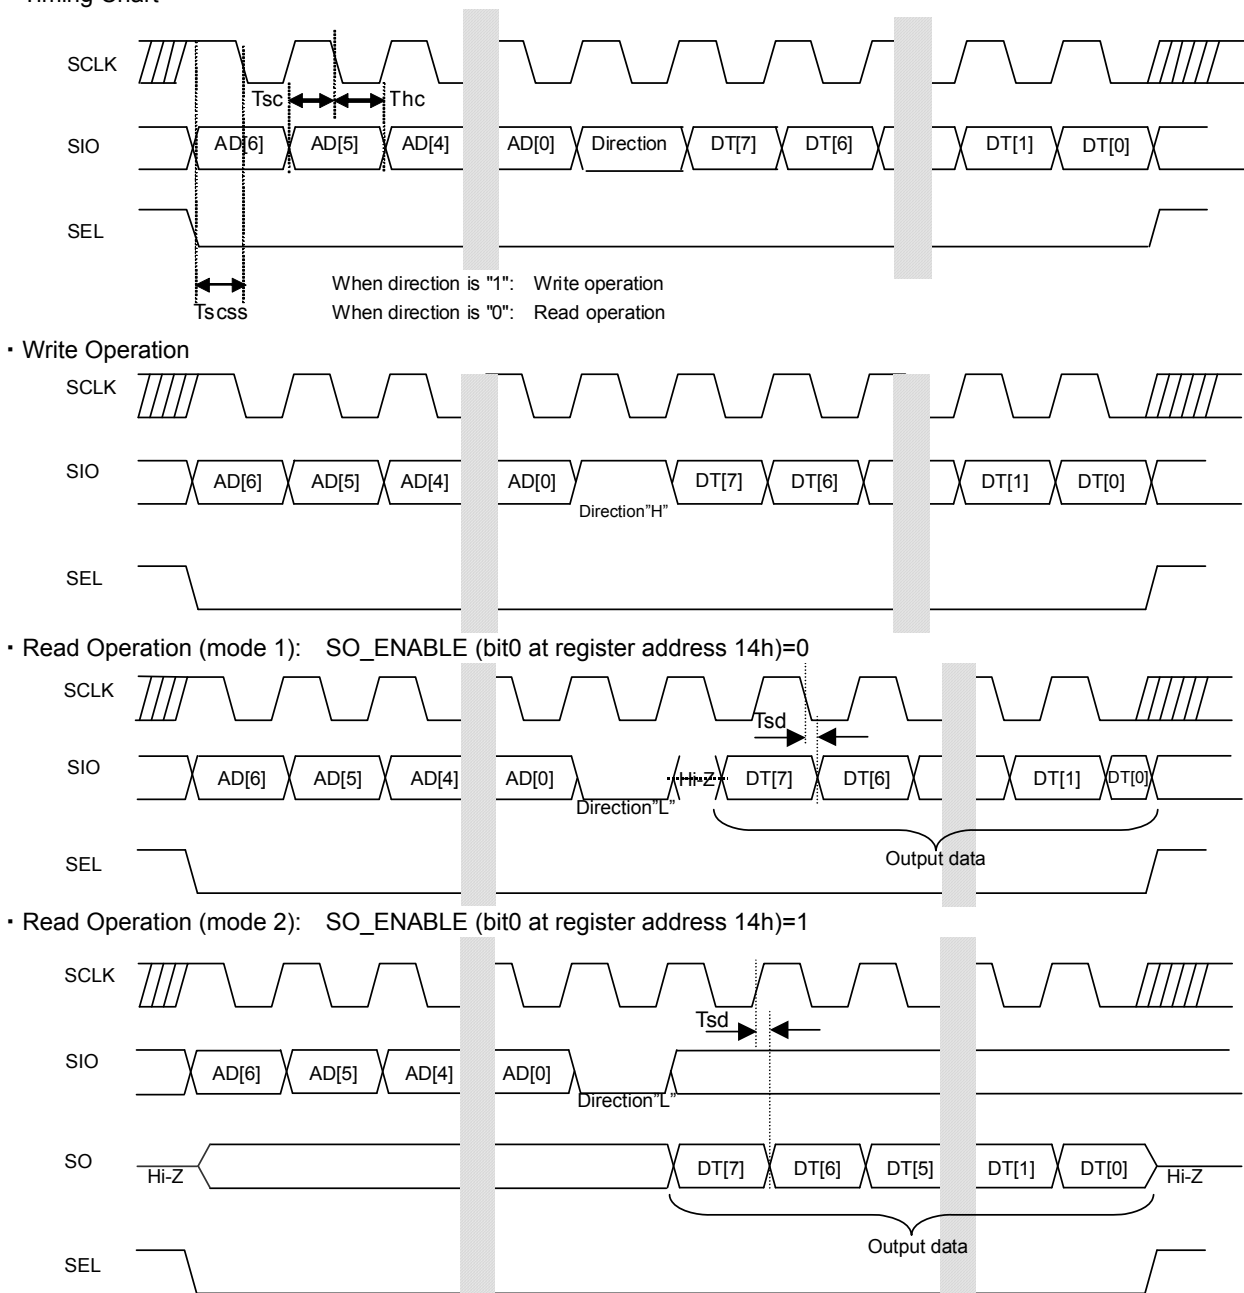 Timing Chart
SCLK
Tsc Thc
SIO AD[6] AD[5] AD[4] AD[0] Direction DT[7] DT[6] DT[1] DT[0]
SEL
When direction is "1": Write operation
Tscss When direction is "0": Read operation
・Write Operation
SCLK
SIO AD[6] AD[5] AD[4] AD[0] DT[7] DT[6] DT[1] DT[0]
Direction"H"
SEL
・Read Operation (mode 1): SO_ENABLE (bit0 at register address 14h)=0
SCLK
Tsd
SIO AD[6] AD[5] AD[4] AD[0] Hi-Z DT[7] DT[6] DT[1] DT[0]
Direction"L"
Output data
SEL
・Read Operation (mode 2): SO_ENABLE (bit0 at register address 14h)=1
SCLK
Tsd
SIO AD[6] AD[5] AD[4] AD[0]
Direction"L"
SO Hi-Z DT[7] DT[6] DT[5] DT[1] DT[0] Hi-Z
Output data
SEL